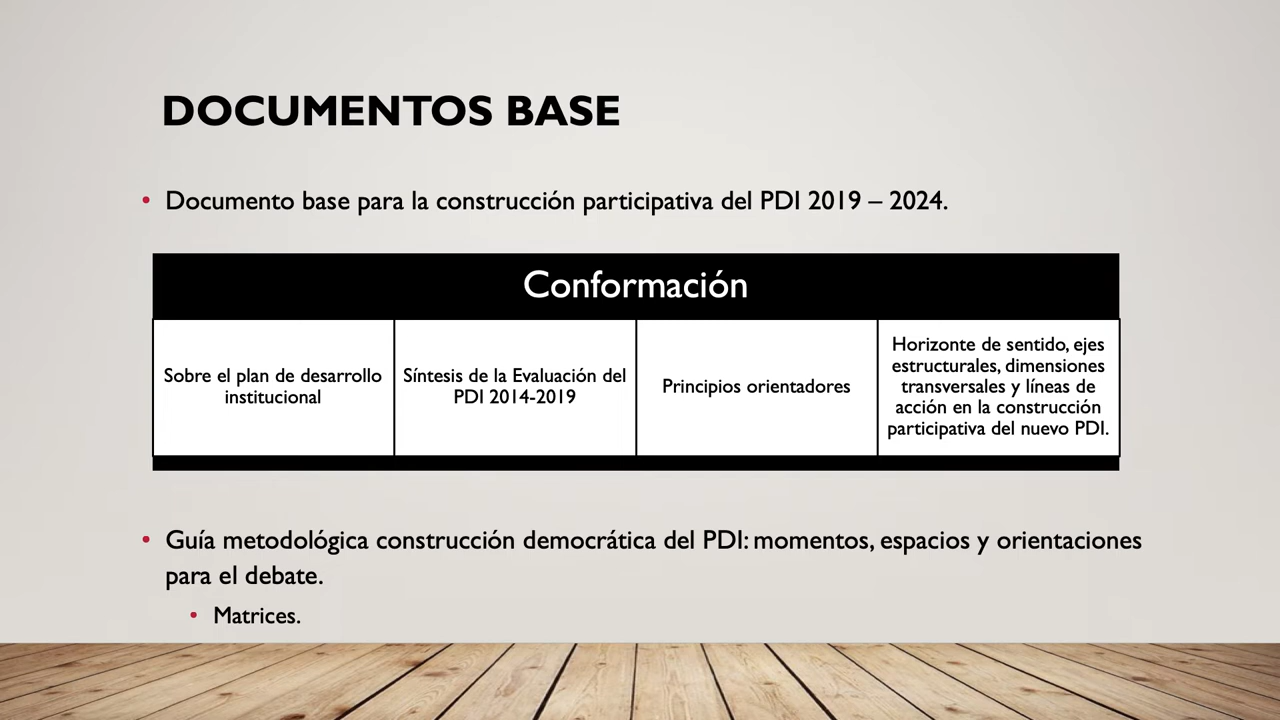 DOCUMENTOS BASE
• Documento base para la construcción participativa del PDI 2019 – 2024.
Conformación
Sobre el plan de desarrollo
institucional
Síntesis de la Evaluación del
PDI 2014-2019
Principios orientadores
Horizonte de sentido, ejes
estructurales, dimensiones
transversales y líneas de
acción en la construcción
participativa del nuevo PDI.
• Guía metodológica construcción democrática del PDI: momentos, espacios y orientaciones
para el debate.
• Matrices.